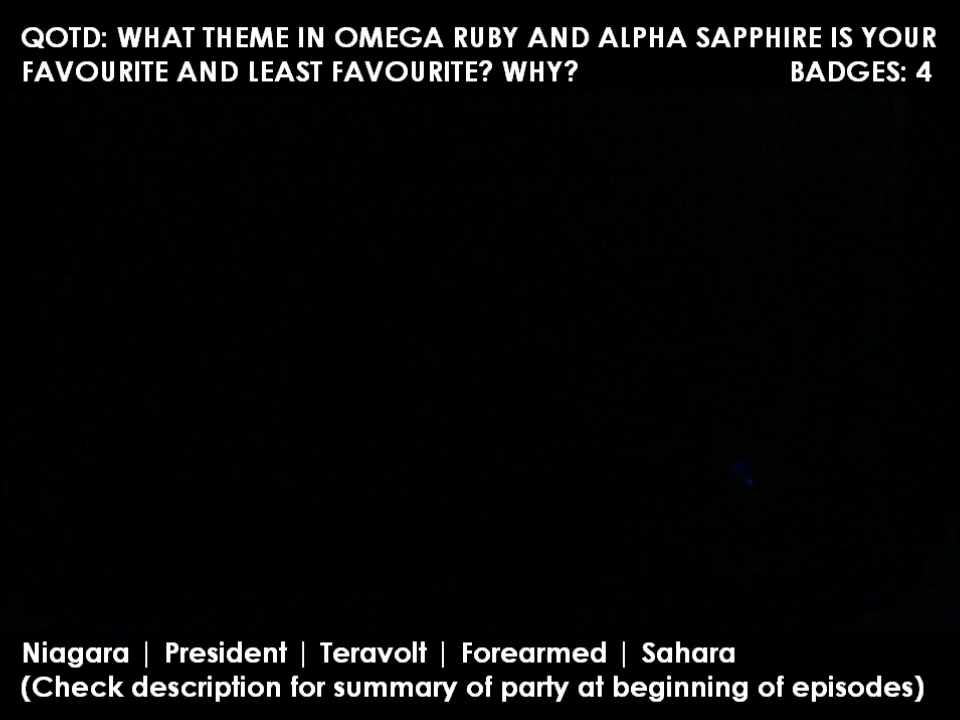 QOTD: WHAT THEME IN OMEGA RUBY AND ALPHA SAPPHIRE IS YOUR
FAVOURITE AND LEAST FAVOURITE? WHY? BADGES: 4
Niagara | President | Teravolt | Forearmed | Sahara
(Check description for summary of party at beginning of episodes)